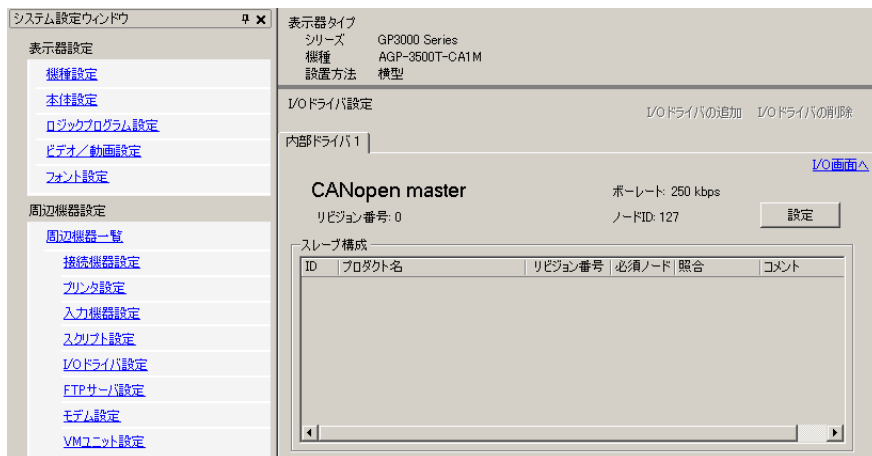 システム設定ウィンドウ
表示器設定
機種設定
本体設定
ロジックプログラム設定
ビデオ／動画設定
フォント設定
周辺機器設定
周辺機器一覧
接続機器設定
プリンタ設定
入力機器設定
スクリプト設定
I/Oドライバ設定
FTPサーバ設定
モデム設定
VMユニット設定
表示器タイプ
シリーズ GP3000 Series
機種 AGP-3500T-CA1M
設置方法 横型
I/Oドライバ設定
I/Oドライバの追加 I/Oドライバの削除
内部ドライバ1
I/O画面へ
CANopen master
ボーレート: 250 kbps
リビジョン番号: 0
ノードID: 127
設定
スレーブ構成
ID プロダクト名 リビジョン番号 必須ノード 照合 コメント